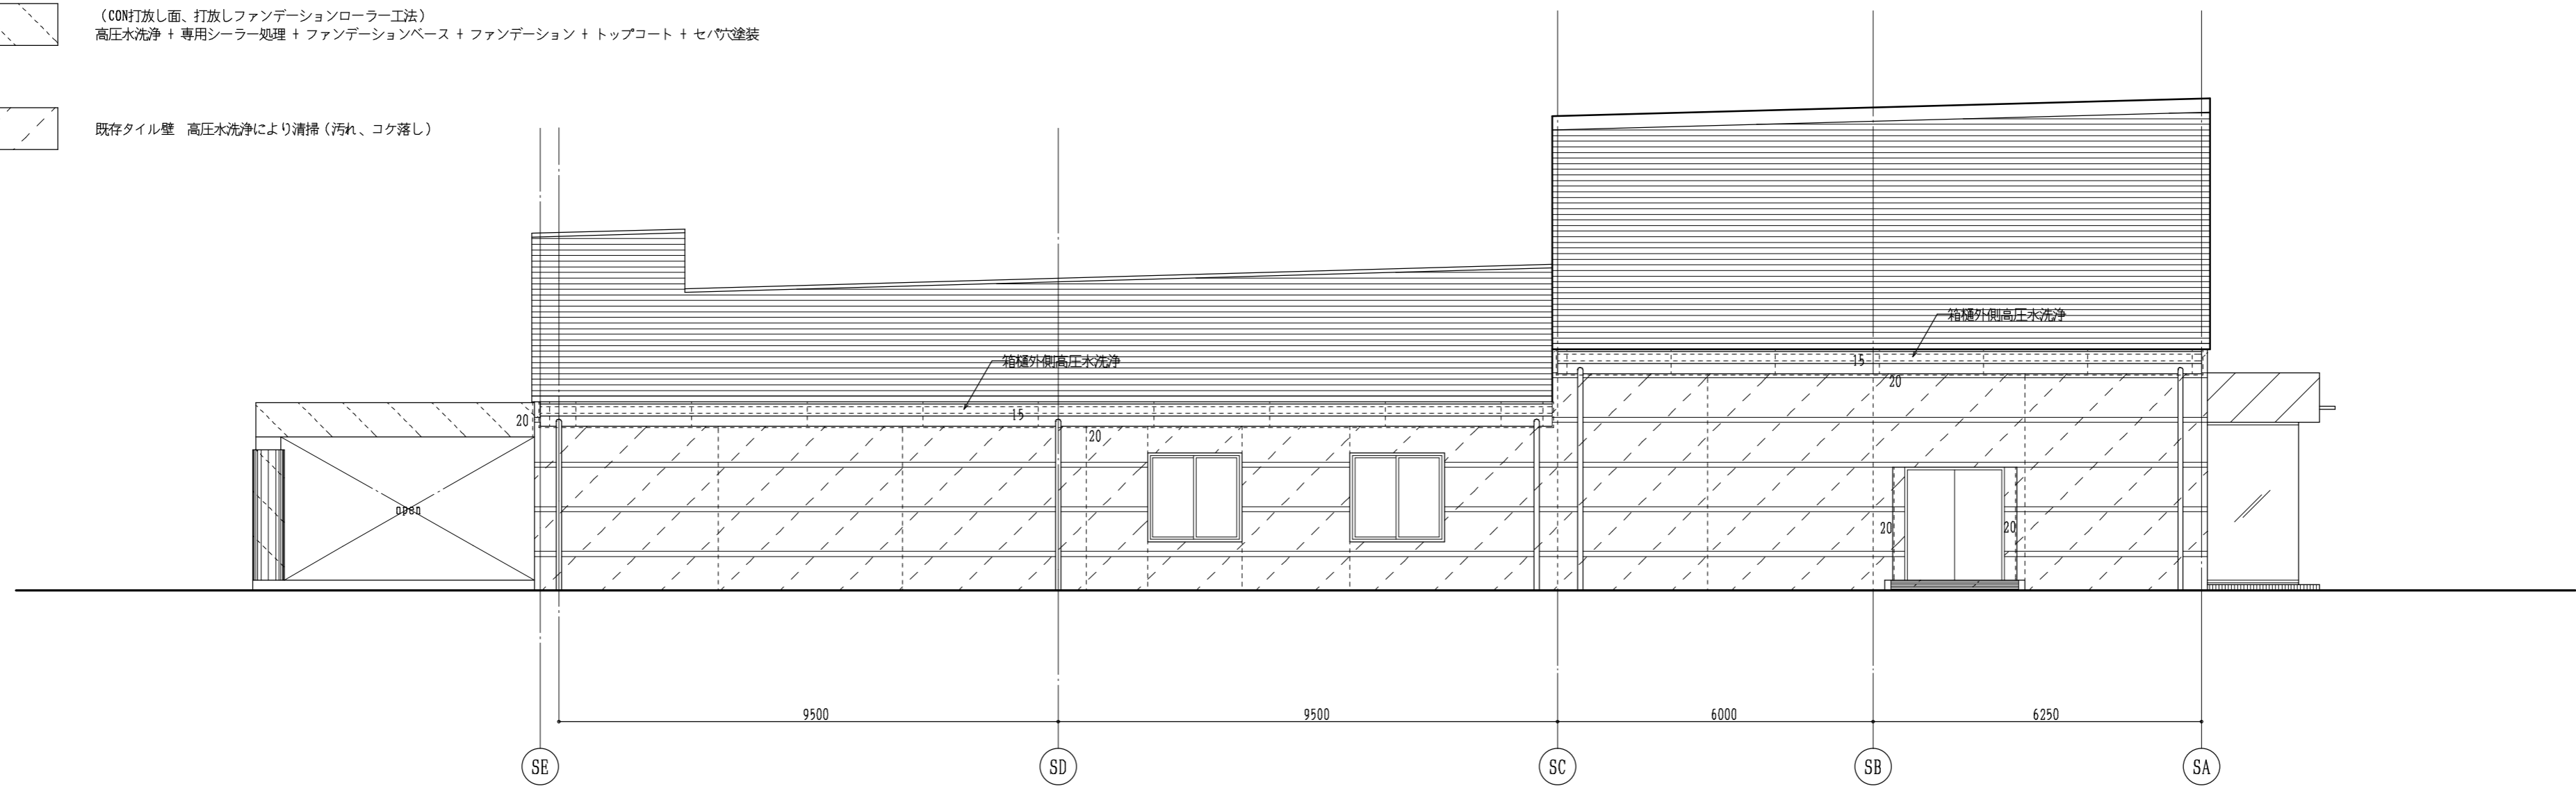 （CON打放し面、打放しファンデーションローラー工法）
高圧水洗浄 + 専用シーラー処理 + ファンデーションベース + ファンデーション + トップコート + セパ穴塗装
既存タイル壁　高圧水洗浄により清掃（汚れ、コケ落し）
箱樋外側高圧水洗浄
15
20
箱樋外側高圧水洗浄
20
15
20
open
20
20
9500
9500
6000
6250
SE
SD
SC
SB
SA